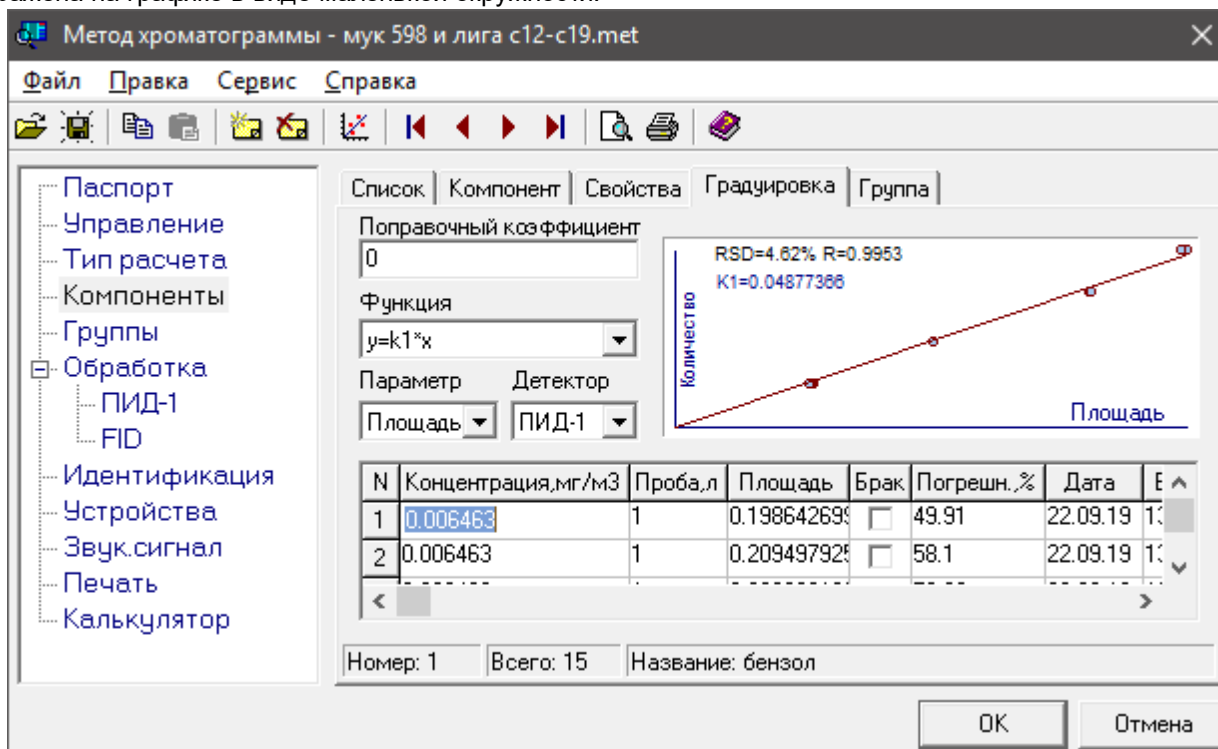 Метод хроматограммы - мук 598 и лига с12-с19.met
Файл Правка Сервис Справка
Паспорт
Управление
Тип расчета
Компоненты
Группы
Обработка
ПИД-1
FID
Идентификация
Устройства
Звук.сигнал
Печать
Калькулятор
Список Компонент Свойства Градуировка Группа
Поправочный коэффициент
0
Функция
y=k1*x
Параметр Детектор
Площадь ПИД-1
RSD=4.62% R=0.9953
K1=0.04877366
Количество
Площадь
N Концентрация,мг/м3 Проба,л Площадь Брак Погрешн.,% Дата
1 0.006463 1 0.198642699 49.91 22.09.19
2 0.006463 1 0.209497925 58.1 22.09.19
Номер: 1 Всего: 15 Название: бензол
OK Отмена